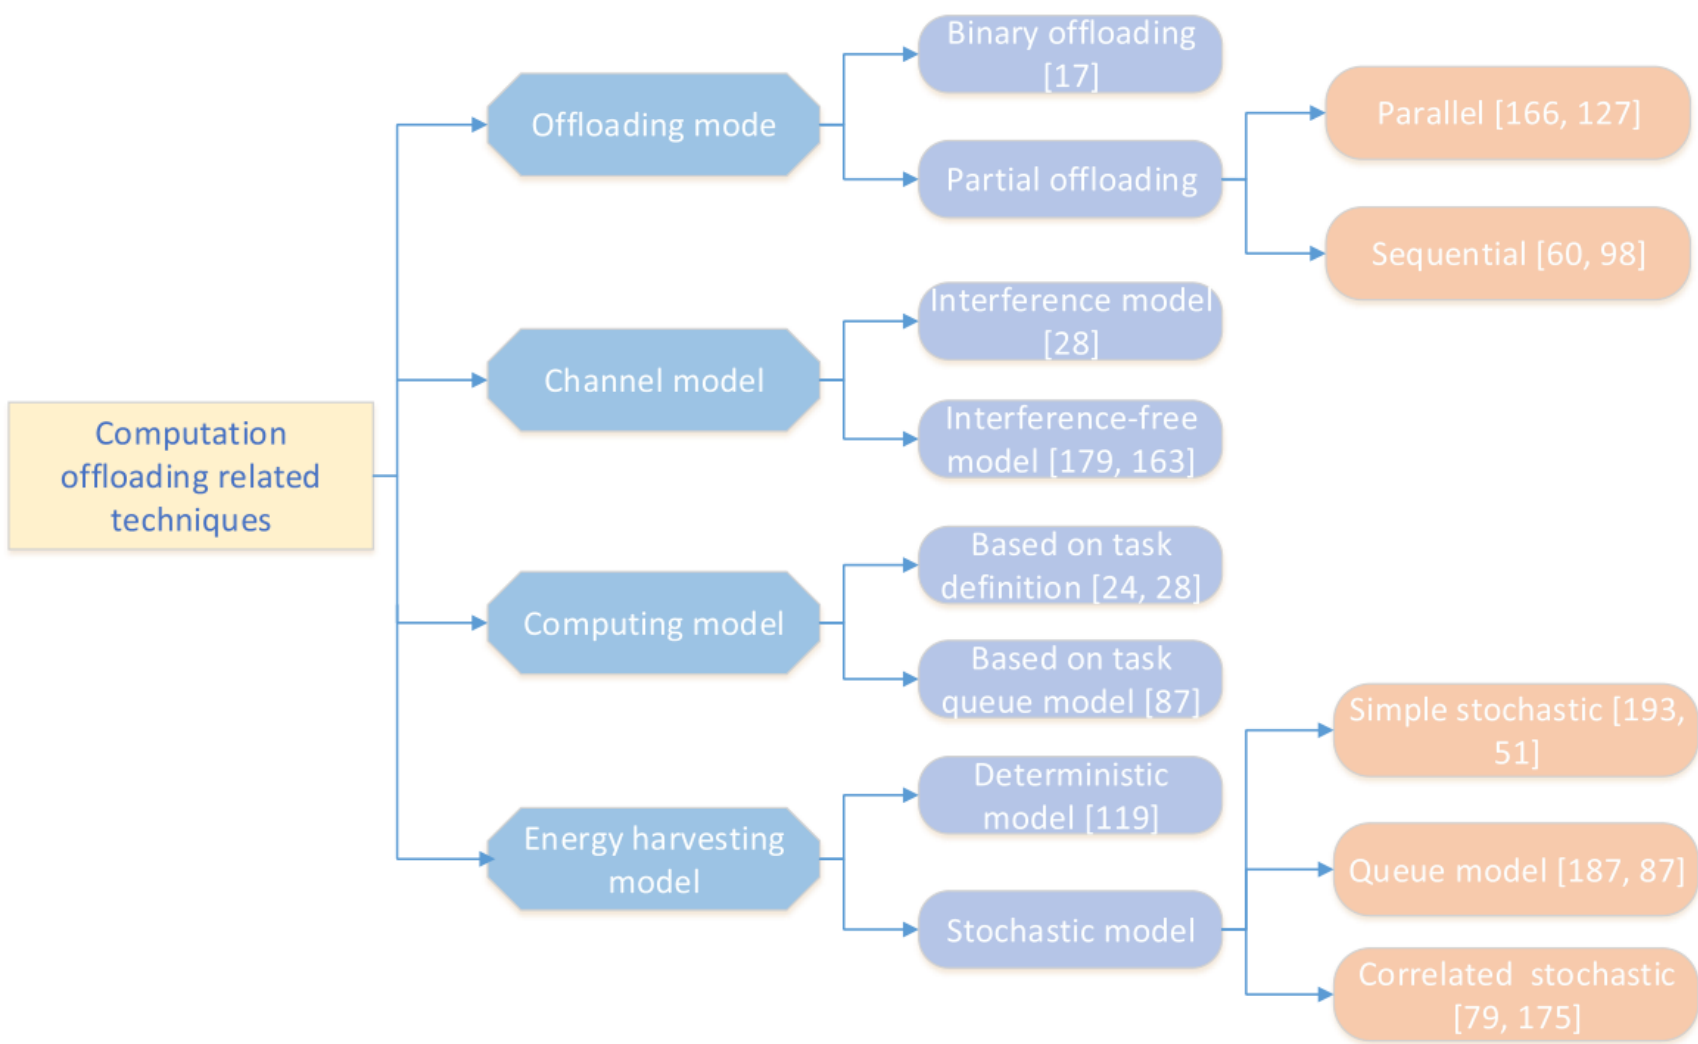 Computation
offloading related
techniques
Offloading mode
Binary offloading
[17]
Partial offloading
Parallel [166, 127]
Sequential [60, 98]
Channel model
Interference model
[28]
Interference-free
model [179, 163]
Computing model
Based on task
definition [24, 28]
Based on task
queue model [87]
Energy harvesting
model
Deterministic
model [119]
Stochastic model
Simple stochastic [193,
51]
Queue model [187, 87]
Correlated stochastic
[79, 175]